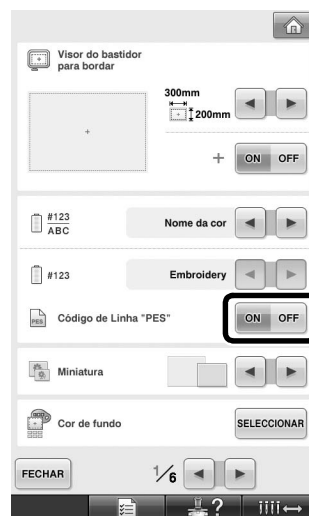 Visor do bastidor
para bordar
300mm
200mm
+ ON OFF
#123
ABC
Nome da cor
#123
Embroidery
PES
Código de Linha "PES"
ON OFF
Miniatura
Cor de fundo
SELECCIONAR
FECHAR
1/6
?